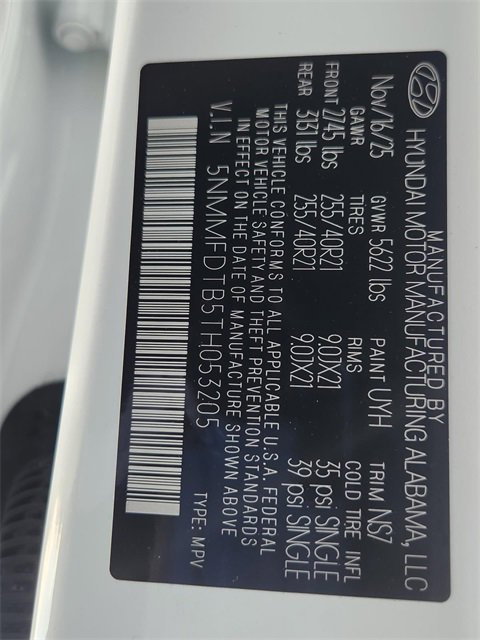 MANUFACTURED BY
HYUNDAI MOTOR MANUFACTURING ALABAMA, LLC
Nov/16/25 GVWR 5622 lbs PAINT UYH TRIM NS7
GAWR TIRES RIMS COLD TIRE INFL
FRONT 2745 lbs 255/40R21 9.0JX21 35 psi SINGLE
REAR 3131 lbs 255/40R21 9.0JX21 39 psi SINGLE
THIS VEHICLE CONFORMS TO ALL APPLICABLE U.S.A. FEDERAL
MOTOR VEHICLE SAFETY AND THEFT PREVENTION STANDARDS
IN EFFECT ON THE DATE OF MANUFACTURE SHOWN ABOVE
V.I.N 5NMMFDTB5TH053205 TYPE: MPV